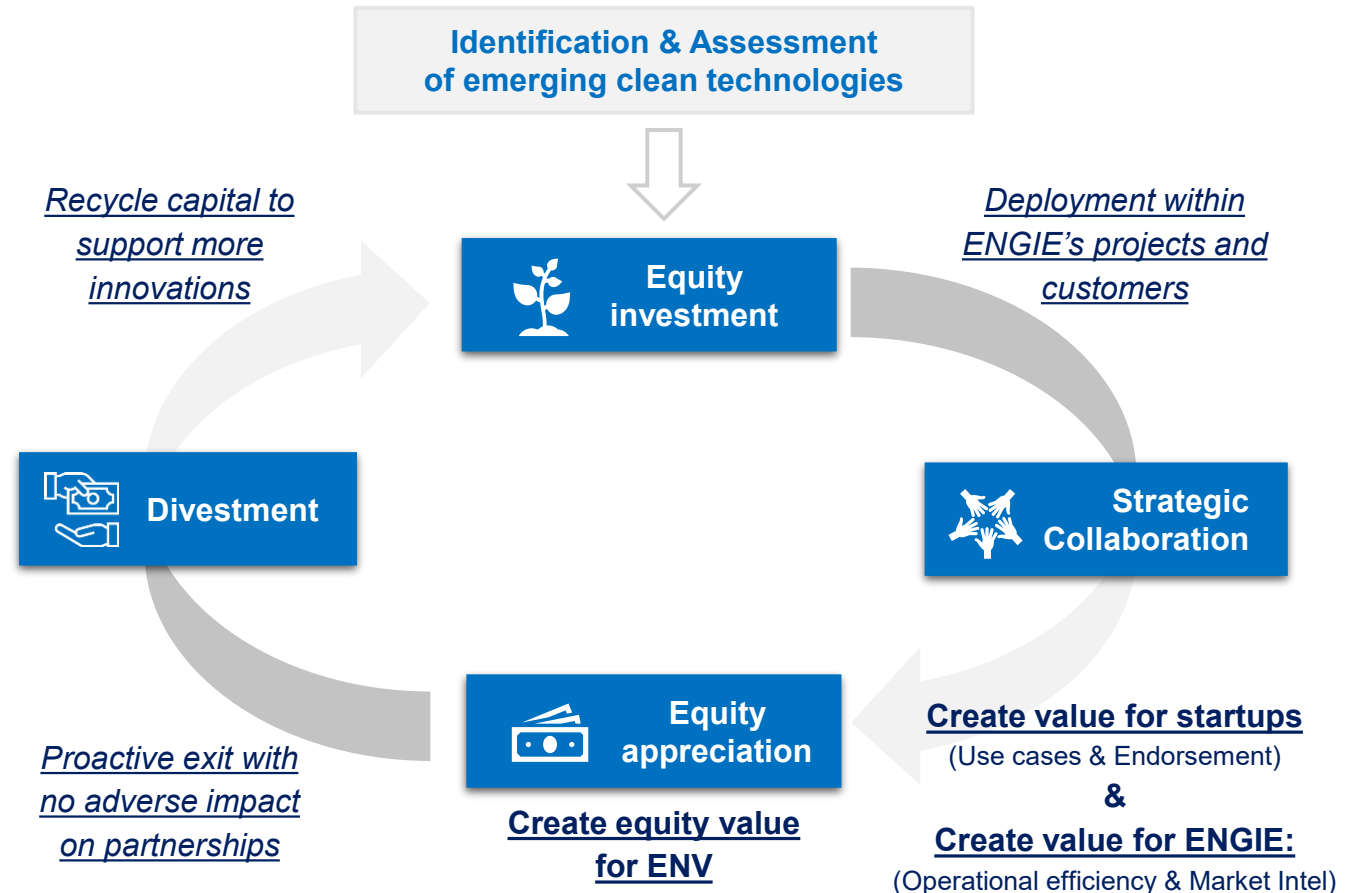 Identification & Assessment
of emerging clean technologies
Recycle capital to
support more
innovations
Deployment within
ENGIE’s projects and
customers
Equity
investment
Divestment
Strategic
Collaboration
Equity
appreciation
Proactive exit with
no adverse impact
on partnerships
Create equity value
for ENV
Create value for startups
(Use cases & Endorsement)
&
Create value for ENGIE:
(Operational efficiency & Market Intel)